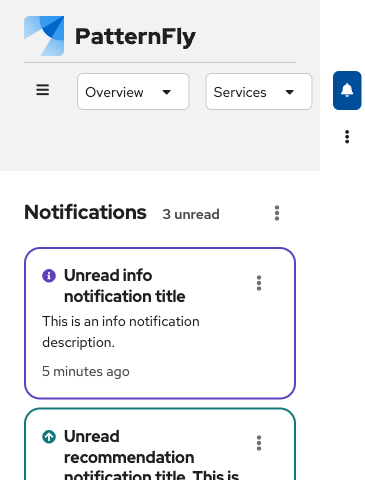 PatternFly
Overview
Services
Notifications 3 unread
Unread info
notification title
This is an info notification
description.
5 minutes ago
Unread
recommendation
notification title. This is